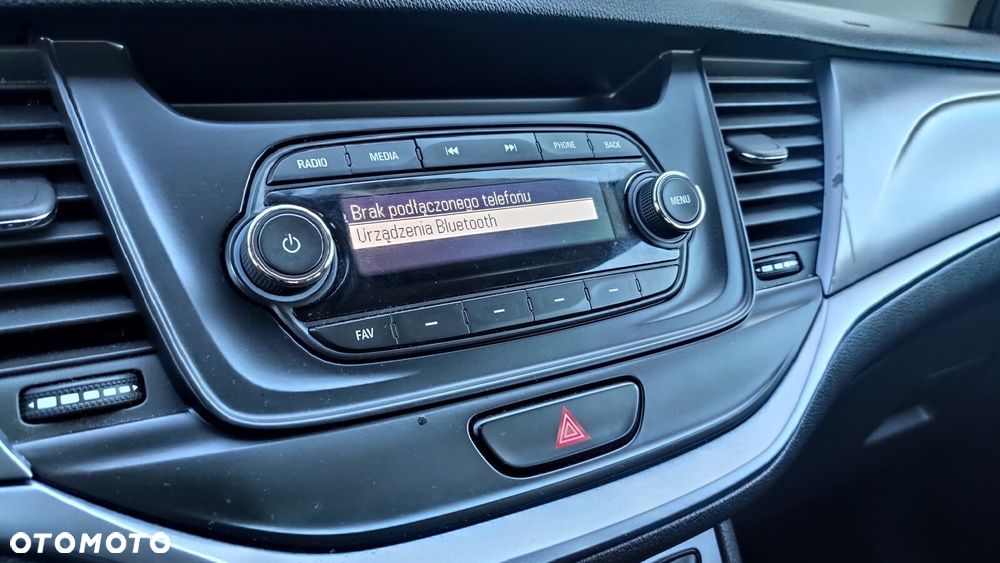 RADIO MEDIA PHONE BACK
Brak podłączonego telefonu
Urządzenia Bluetooth
MENU
FAV
OTOMOTO